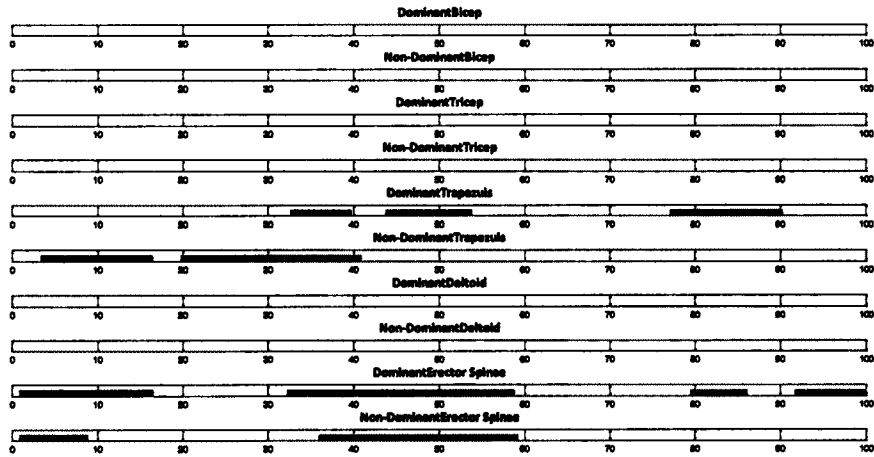 DominantBicep
0 10 20 30 40 50 60 70 80 90 100
Non-DominantBicep
0 10 20 30 40 50 60 70 80 90 100
DominantTricep
0 10 20 30 40 50 60 70 80 90 100
Non-DominantTricep
0 10 20 30 40 50 60 70 80 90 100
DominantTrapezuis
0 10 20 30 40 50 60 70 80 90 100
Non-DominantTrapezuis
0 10 20 30 40 50 60 70 80 90 100
DominantDeltoid
0 10 20 30 40 50 60 70 80 90 100
Non-DominantDeltoid
0 10 20 30 40 50 60 70 80 90 100
DominantErector Spinae
0 10 20 30 40 50 60 70 80 90 100
Non-DominantErector Spinae
0 10 20 30 40 50 60 70 80 90 100